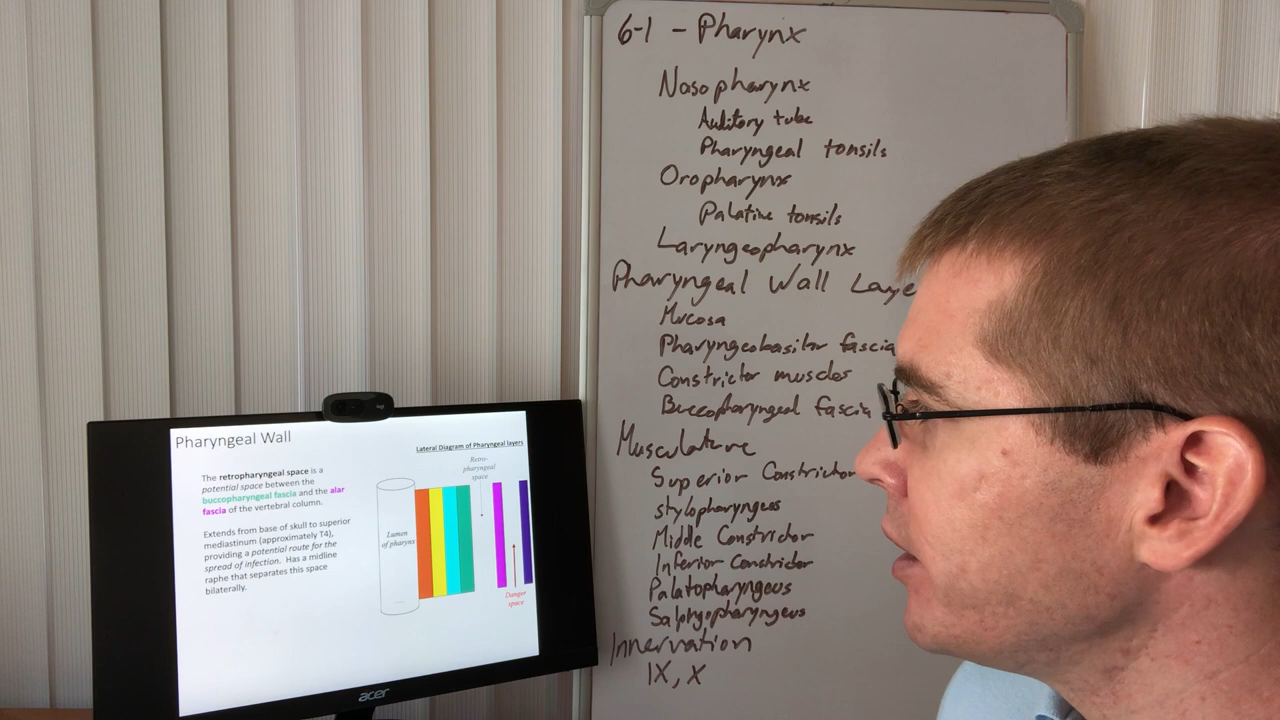 6-1 - Pharynx
Nasopharynx
Auditory tube
Pharyngeal tonsils
Oropharynx
Palatine tonsils
Laryngeopharynx
Pharyngeal Wall Laye
Mucosa
Pharyngeobasilar fascia
Constrictor muscles
Buccopharyngeal fascia
Musculature
Superior Constrictor
Stylopharyngeus
Middle Constrictor
Inferior Constrictor
Palatopharyngeus
Salpingopharyngeus
Innervation
IX, X
Pharyngeal Wall
The retropharyngeal space is a
potential space between the
buccopharyngeal fascia and the alar
fascia of the vertebral column.
Extends from base of skull to superior
mediastinum (approximately T4),
providing a potential route for the
spread of infection. Has a midline
raphe that separates this space
bilaterally.
Lateral Diagram of Pharyngeal layers
Retro-
pharyngeal
space
Lumen
of pharynx
Danger
space
acer